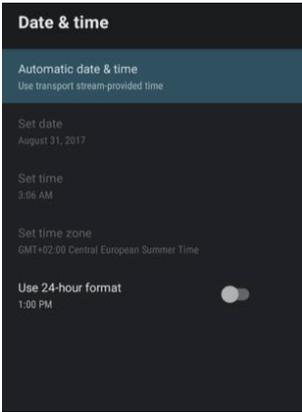 Date & time
Automatic date & time
Use transport stream-provided time
Set date
August 31, 2017
Set time
3:06 AM
Set time zone
GMT+02:00 Central European Summer Time
Use 24-hour format
1:00 PM